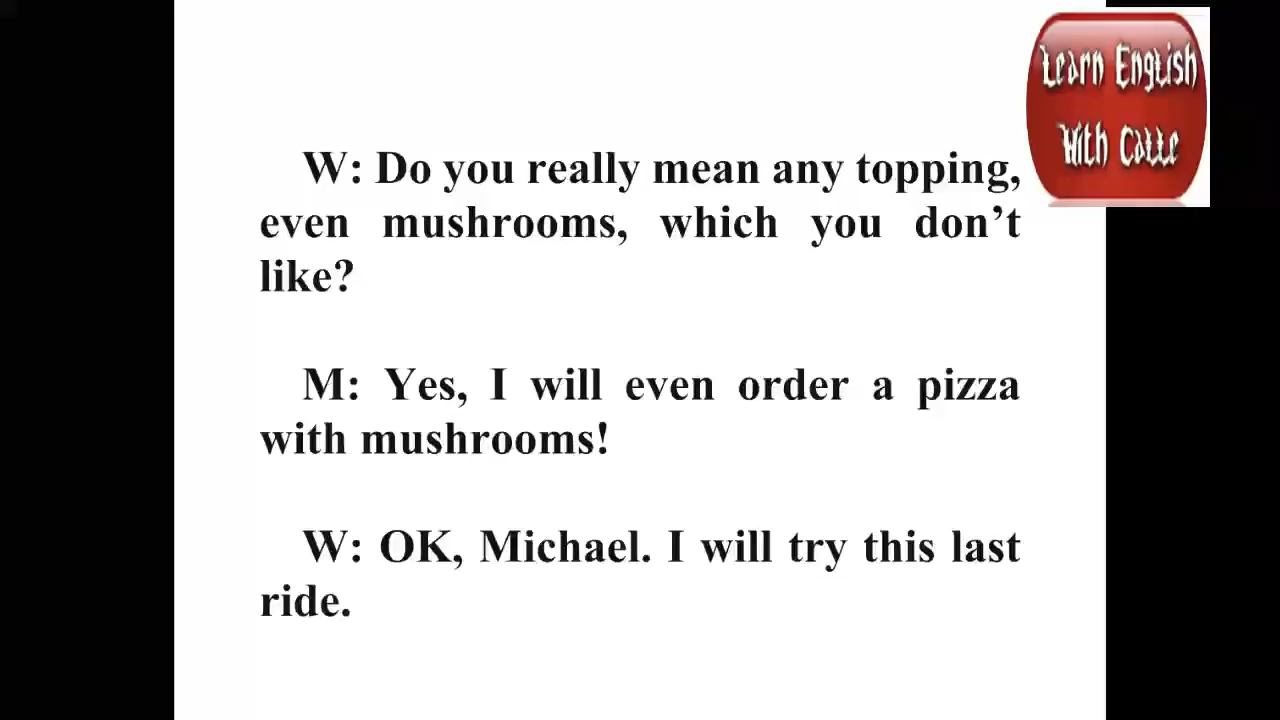 Learn English
With Catte
W: Do you really mean any topping,
even mushrooms, which you don’t
like?
M: Yes, I will even order a pizza
with mushrooms!
W: OK, Michael. I will try this last
ride.